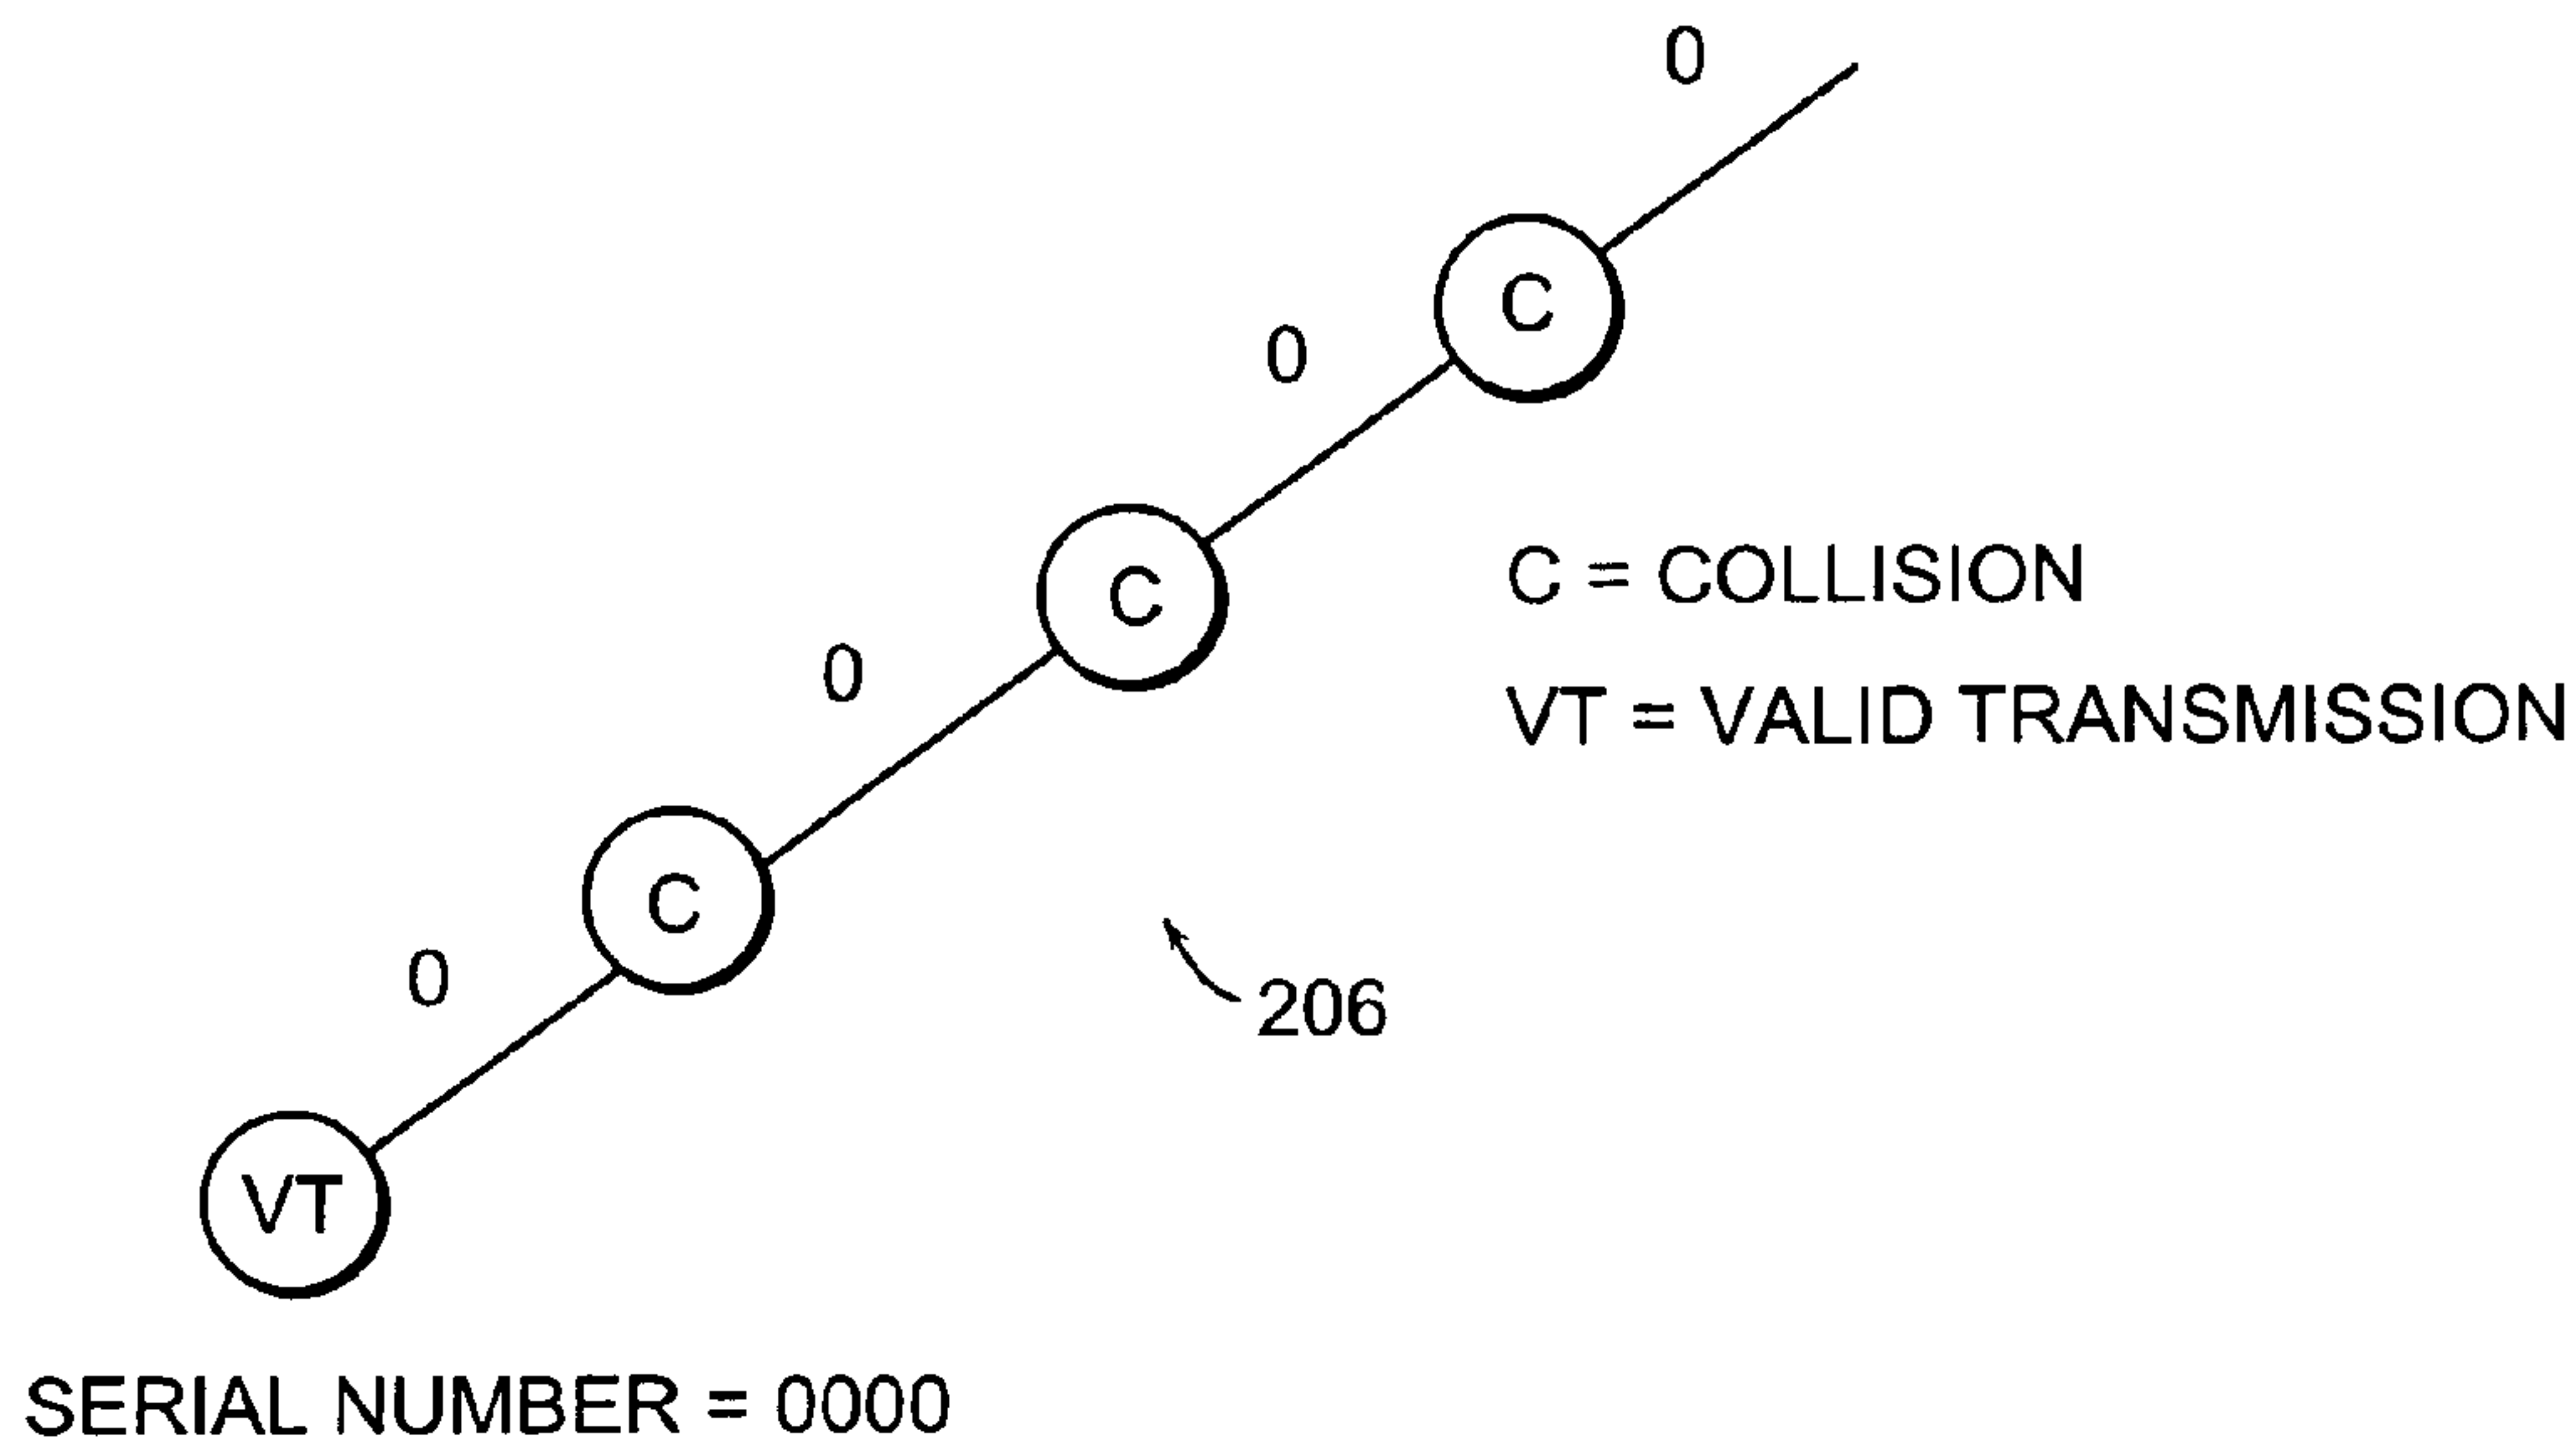 0
C
0
C = COLLISION
C
0
VT = VALID TRANSMISSION
C
0
206
VT
SERIAL NUMBER = 0000